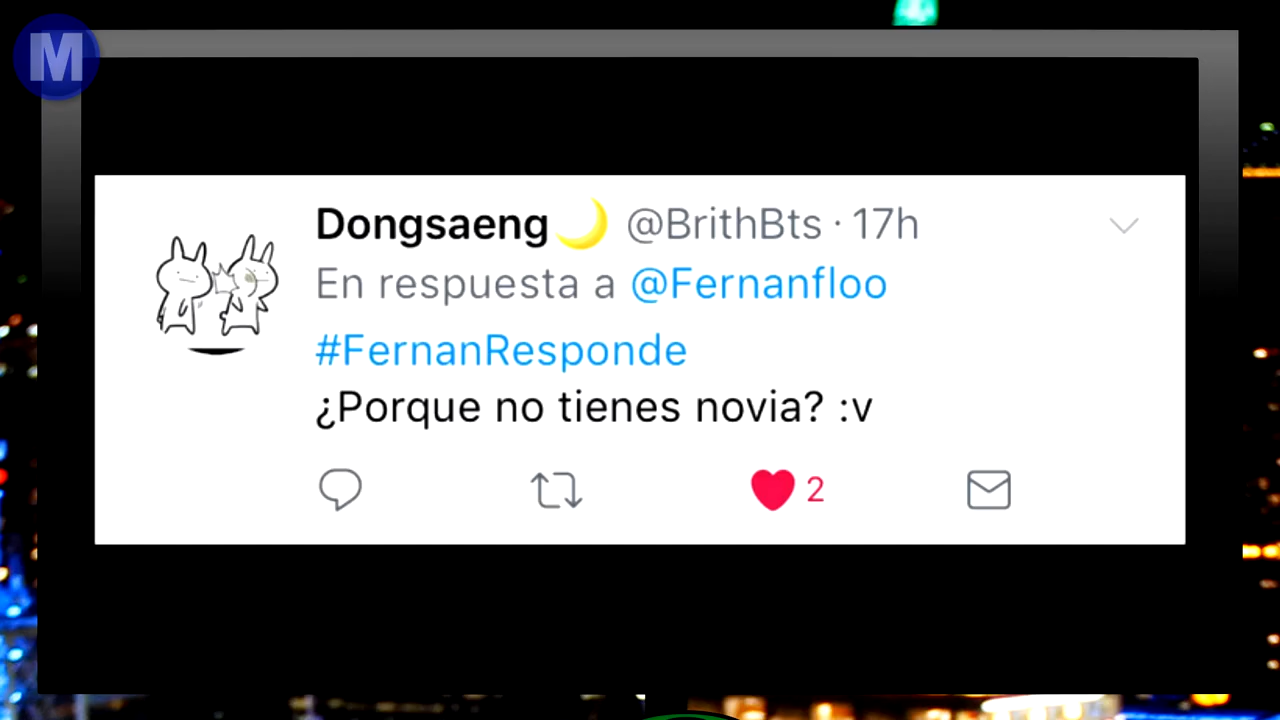 M
Dongsaeng🌙 @BrithBts · 17h
En respuesta a @Fernanfloo
#FernanResponde
¿Porque no tienes novia? :v
2